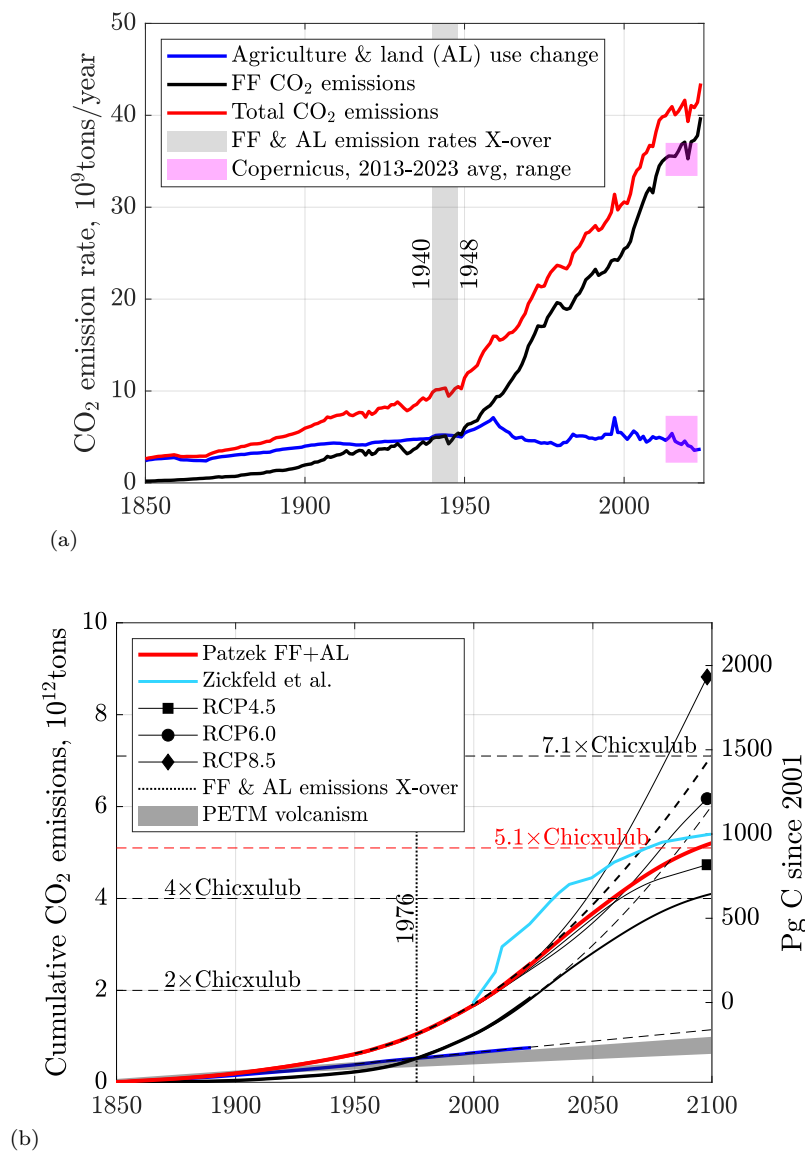 50
40
30
20
10
0
CO₂ emission rate, 10⁹tons/year
Agriculture & land (AL) use change
FF CO₂ emissions
Total CO₂ emissions
FF & AL emission rates X-over
Copernicus, 2013-2023 avg, range
1940
1948
1850
1900
1950
2000
(a)
10
8
6
4
2
0
Cumulative CO₂ emissions, 10¹²tons
Patzek FF+AL
Zickfeld et al.
RCP4.5
RCP6.0
RCP8.5
FF & AL emissions X-over
PETM volcanism
7.1×Chicxulub
5.1×Chicxulub
4×Chicxulub
2×Chicxulub
1976
2000
1500
1000
500
0
Pg C since 2001
1850
1900
1950
2000
2050
2100
(b)